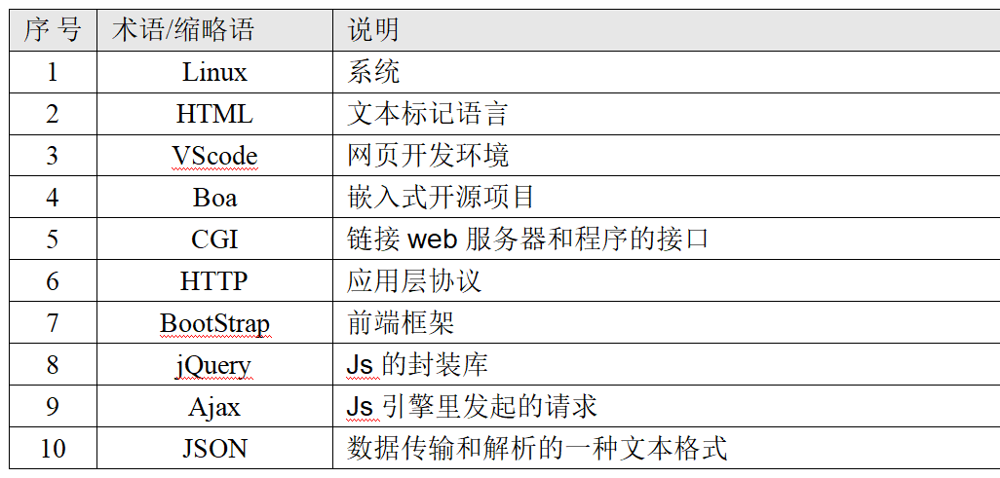 序 号 术语/缩略语 说明
1 Linux 系统
2 HTML 文本标记语言
3 VScode 网页开发环境
4 Boa 嵌入式开源项目
5 CGI 链接 web 服务器和程序的接口
6 HTTP 应用层协议
7 BootStrap 前端框架
8 jQuery Js 的封装库
9 Ajax Js 引擎里发起的请求
10 JSON 数据传输和解析的一种文本格式